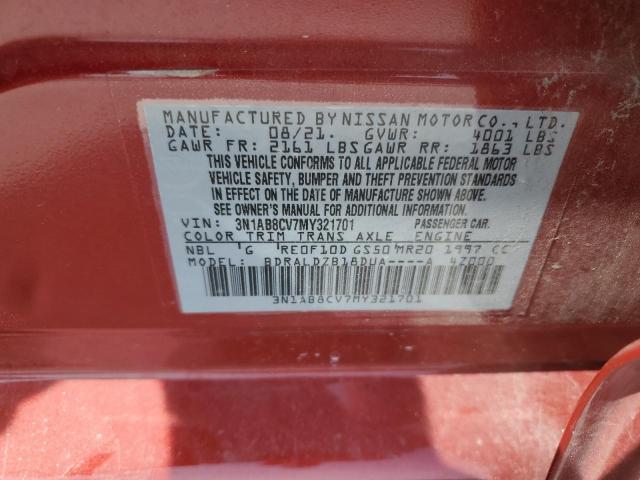 MANUFACTURED BY NISSAN MOTOR CO., LTD.
DATE: 08/21. GVWR: 4001 LBS
GAWR FR: 2161 LBS GAWR RR: 1863 LBS
THIS VEHICLE CONFORMS TO ALL APPLICABLE FEDERAL MOTOR
VEHICLE SAFETY, BUMPER AND THEFT PREVENTION STANDARDS
IN EFFECT ON THE DATE OF MANUFACTURE SHOWN ABOVE.
SEE OWNER'S MANUAL FOR ADDITIONAL INFORMATION.
VIN: 3N1AB8CV7MY321701 PASSENGER CAR.
COLOR TRIM TRANS AXLE ENGINE
NBL 'G 'RE0F10D GS50'MR20 1997 CC
MODEL: BDRALDZB18DUA----A 4Z000
3N1AB8CV7MY321701